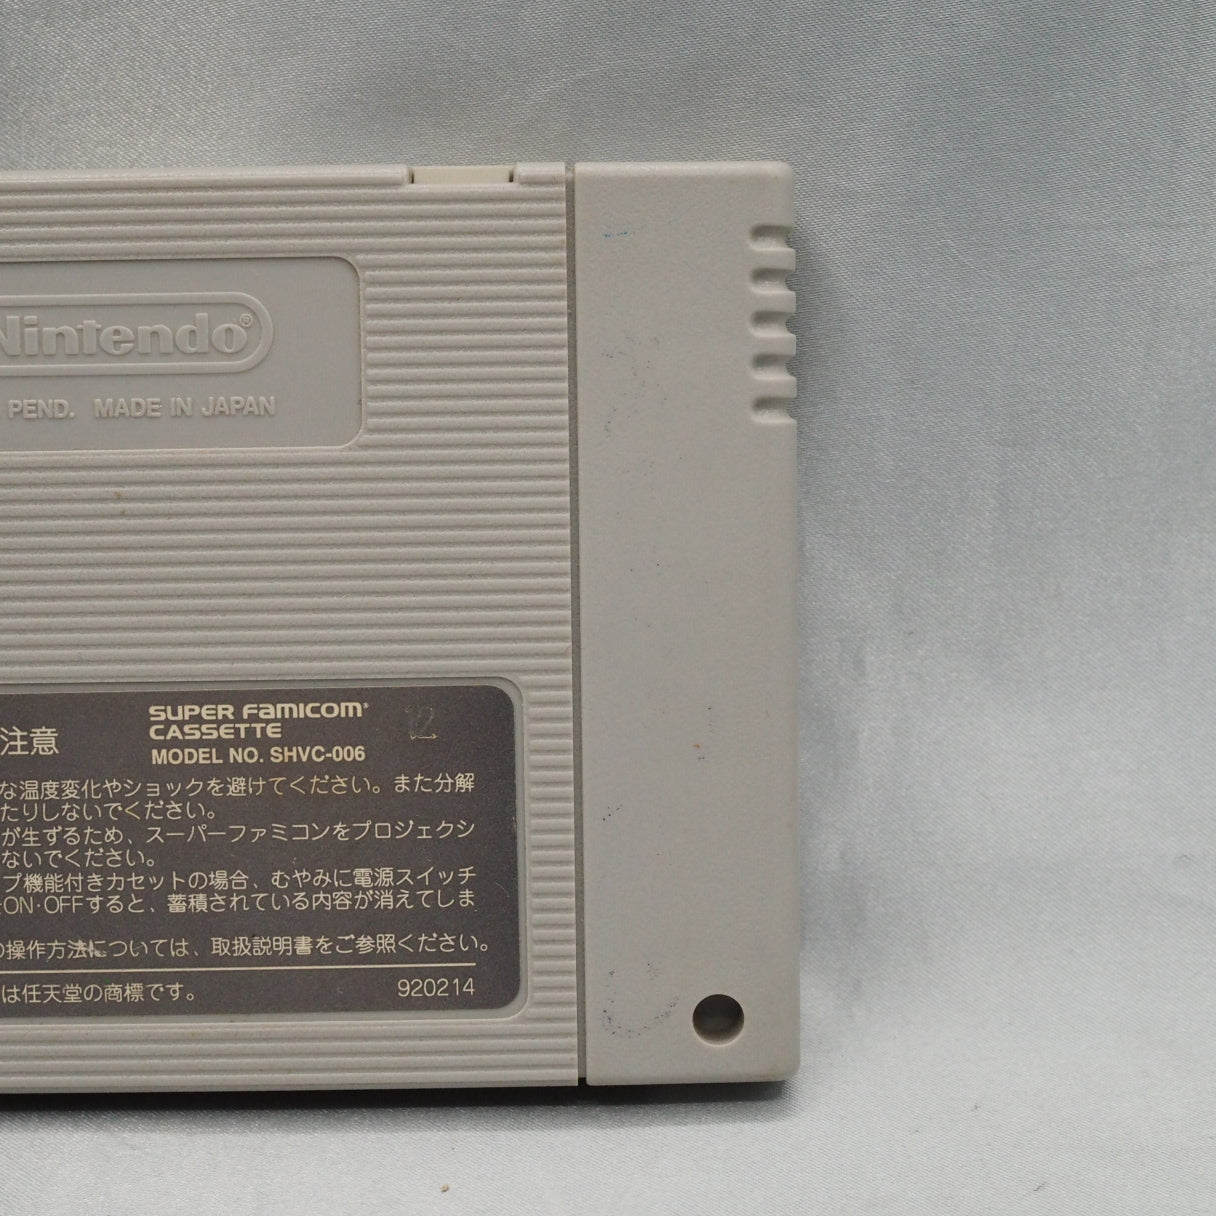 Nintendo®
PEND. MADE IN JAPAN
注意
SUPER FAMICOM®
CASSETTE
MODEL NO. SHVC-006
12
な温度変化やショックを避けてください。また分解
たりしないでください。
が生ずるため、スーパーファミコンをプロジェクシ
ないでください。
プ機能付きカセットの場合、むやみに電源スイッチ
ON·OFFすると、蓄積されている内容が消えてしま
の操作方法については、取扱説明書をご参照ください。
は任天堂の商標です。
920214